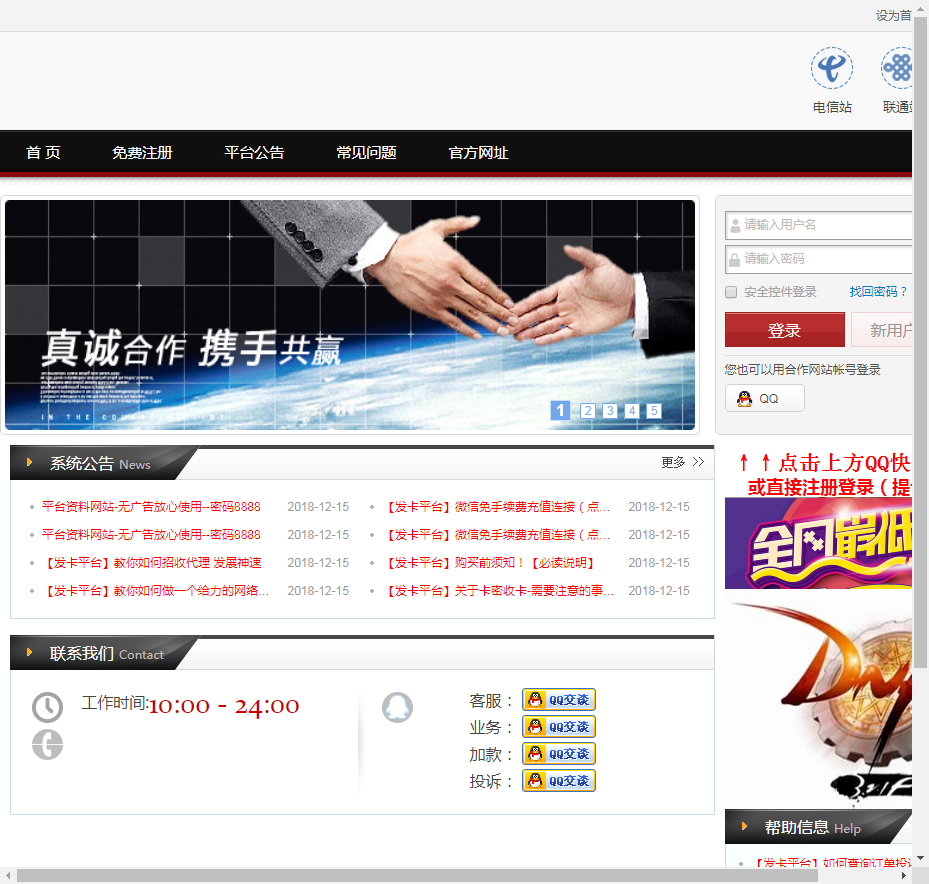 设为首
电信站
联通站
首 页 免费注册 平台公告 常见问题 官方网址
真诚合作 携手共赢
1 2 3 4 5
请输入用户名
请输入密码
安全控件登录 找回密码？
登录 新用户
您也可以用合作网站帐号登录
QQ
系统公告 News 更多
平台资料网站-无广告放心使用--密码8888 2018-12-15
【发卡平台】微信免手续费充值连接（点... 2018-12-15
平台资料网站-无广告放心使用--密码8888 2018-12-15
【发卡平台】微信免手续费充值连接（点... 2018-12-15
【发卡平台】教你如何招收代理 发展神速 2018-12-15
【发卡平台】购买前须知！【必读说明】 2018-12-15
【发卡平台】教你如何做一个给力的网络... 2018-12-15
【发卡平台】关于卡密收卡-需要注意的事... 2018-12-15
↑ ↑点击上方QQ快
或直接注册登录（提
全网最低
联系我们 Contact
工作时间:10:00 - 24:00
客服： QQ交谈
业务： QQ交谈
加款： QQ交谈
投诉： QQ交谈
帮助信息 Help
【发卡平台】如何查询订单投诉